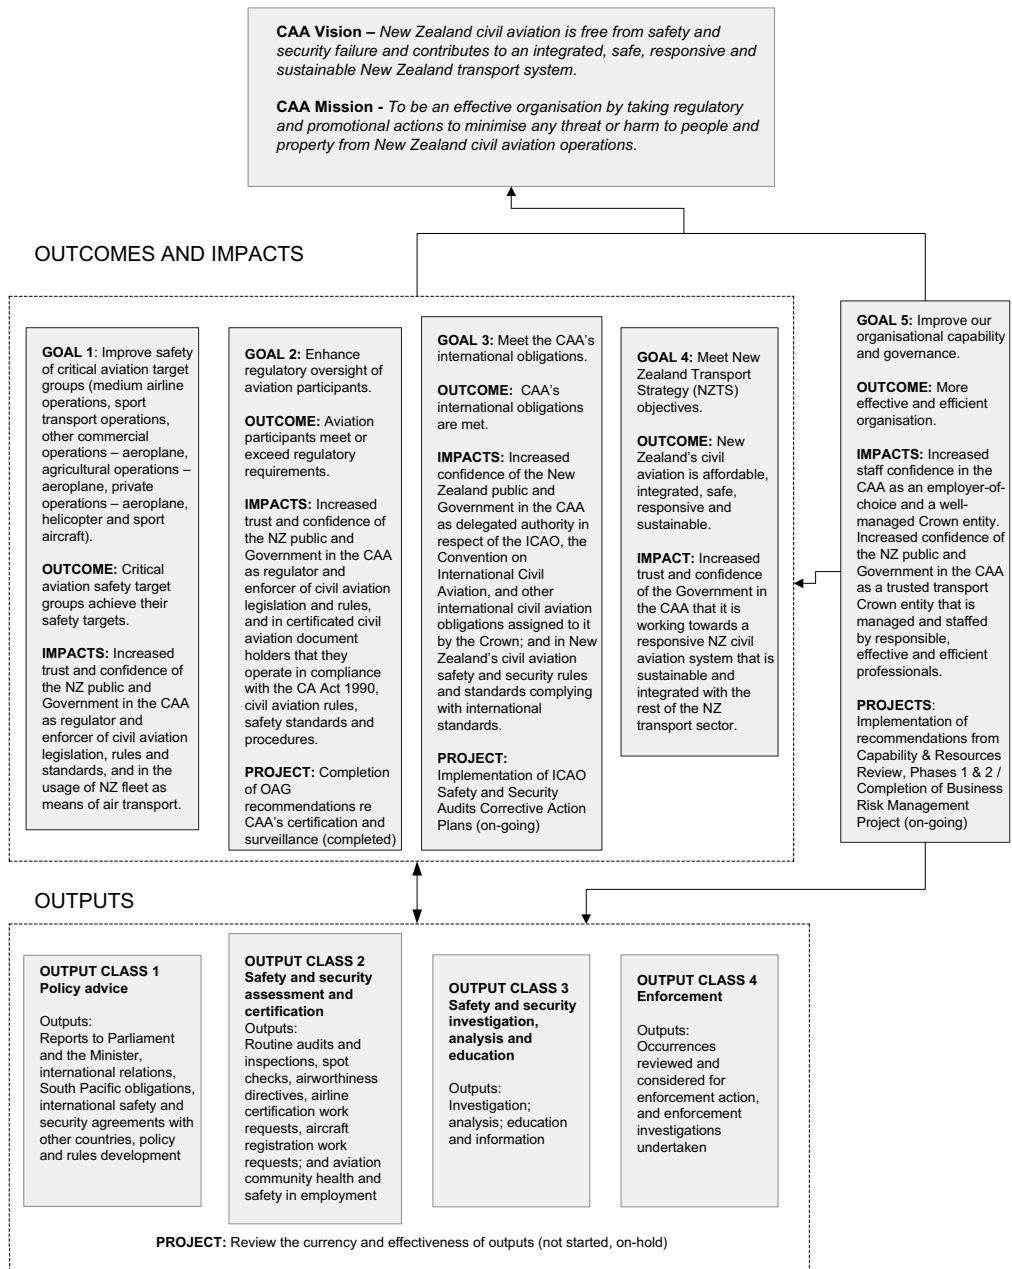 CAA Vision – New Zealand civil aviation is free from safety and
security failure and contributes to an integrated, safe, responsive and
sustainable New Zealand transport system.
CAA Mission - To be an effective organisation by taking regulatory
and promotional actions to minimise any threat or harm to people and
property from New Zealand civil aviation operations.
OUTCOMES AND IMPACTS
GOAL 1: Improve safety
of critical aviation target
groups (medium airline
operations, sport
transport operations,
other commercial
operations – aeroplane,
agricultural operations –
aeroplane, private
operations – aeroplane,
helicopter and sport
aircraft).
OUTCOME: Critical
aviation safety target
groups achieve their
safety targets.
IMPACTS: Increased
trust and confidence of
the NZ public and
Government in the CAA
as regulator and
enforcer of civil aviation
legislation, rules and
standards, and in the
usage of NZ fleet as
means of air transport.
GOAL 2: Enhance
regulatory oversight of
aviation participants.
OUTCOME: Aviation
participants meet or
exceed regulatory
requirements.
IMPACTS: Increased
trust and confidence of
the NZ public and
Government in the CAA
as regulator and
enforcer of civil aviation
legislation and rules,
and in certificated civil
aviation document
holders that they
operate in compliance
with the CA Act 1990,
civil aviation rules,
safety standards and
procedures.
PROJECT: Completion
of OAG
recommendations re
CAA's certification and
surveillance (completed)
GOAL 3: Meet the CAA's
international obligations.
OUTCOME: CAA's
international obligations
are met.
IMPACTS: Increased
confidence of the New
Zealand public and
Government in the CAA
as delegated authority in
respect of the ICAO, the
Convention on
International Civil
Aviation, and other
international civil aviation
obligations assigned to it
by the Crown; and in New
Zealand's civil aviation
safety and security rules
and standards complying
with international
standards.
PROJECT:
Implementation of ICAO
Safety and Security
Audits Corrective Action
Plans (on-going)
GOAL 4: Meet New
Zealand Transport
Strategy (NZTS)
objectives.
OUTCOME: New
Zealand's civil
aviation is affordable,
integrated, safe,
responsive and
sustainable.
IMPACT: Increased
trust and confidence
of the Government in
the CAA that it is
working towards a
responsive NZ civil
aviation system that is
sustainable and
integrated with the
rest of the NZ
transport sector.
GOAL 5: Improve our
organisational capability
and governance.
OUTCOME: More
effective and efficient
organisation.
IMPACTS: Increased
staff confidence in the
CAA as an employer-of-
choice and a well-
managed Crown entity.
Increased confidence of
the NZ public and
Government in the CAA
as a trusted transport
Crown entity that is
managed and staffed
by responsible,
effective and efficient
professionals.
PROJECTS:
Implementation of
recommendations from
Capability & Resources
Review, Phases 1 & 2 /
Completion of Business
Risk Management
Project (on-going)
OUTPUTS
OUTPUT CLASS 1
Policy advice
Outputs:
Reports to Parliament
and the Minister,
international relations,
South Pacific obligations,
international safety and
security agreements with
other countries, policy
and rules development
OUTPUT CLASS 2
Safety and security
assessment and
certification
Outputs:
Routine audits and
inspections, spot
checks, airworthiness
directives, airline
certification work
requests, aircraft
registration work
requests; and aviation
community health and
safety in employment
OUTPUT CLASS 3
Safety and security
investigation,
analysis and
education
Outputs:
Investigation;
analysis; education
and information
OUTPUT CLASS 4
Enforcement
Outputs:
Occurrences
reviewed and
considered for
enforcement action,
and enforcement
investigations
undertaken
PROJECT: Review the currency and effectiveness of outputs (not started, on-hold)